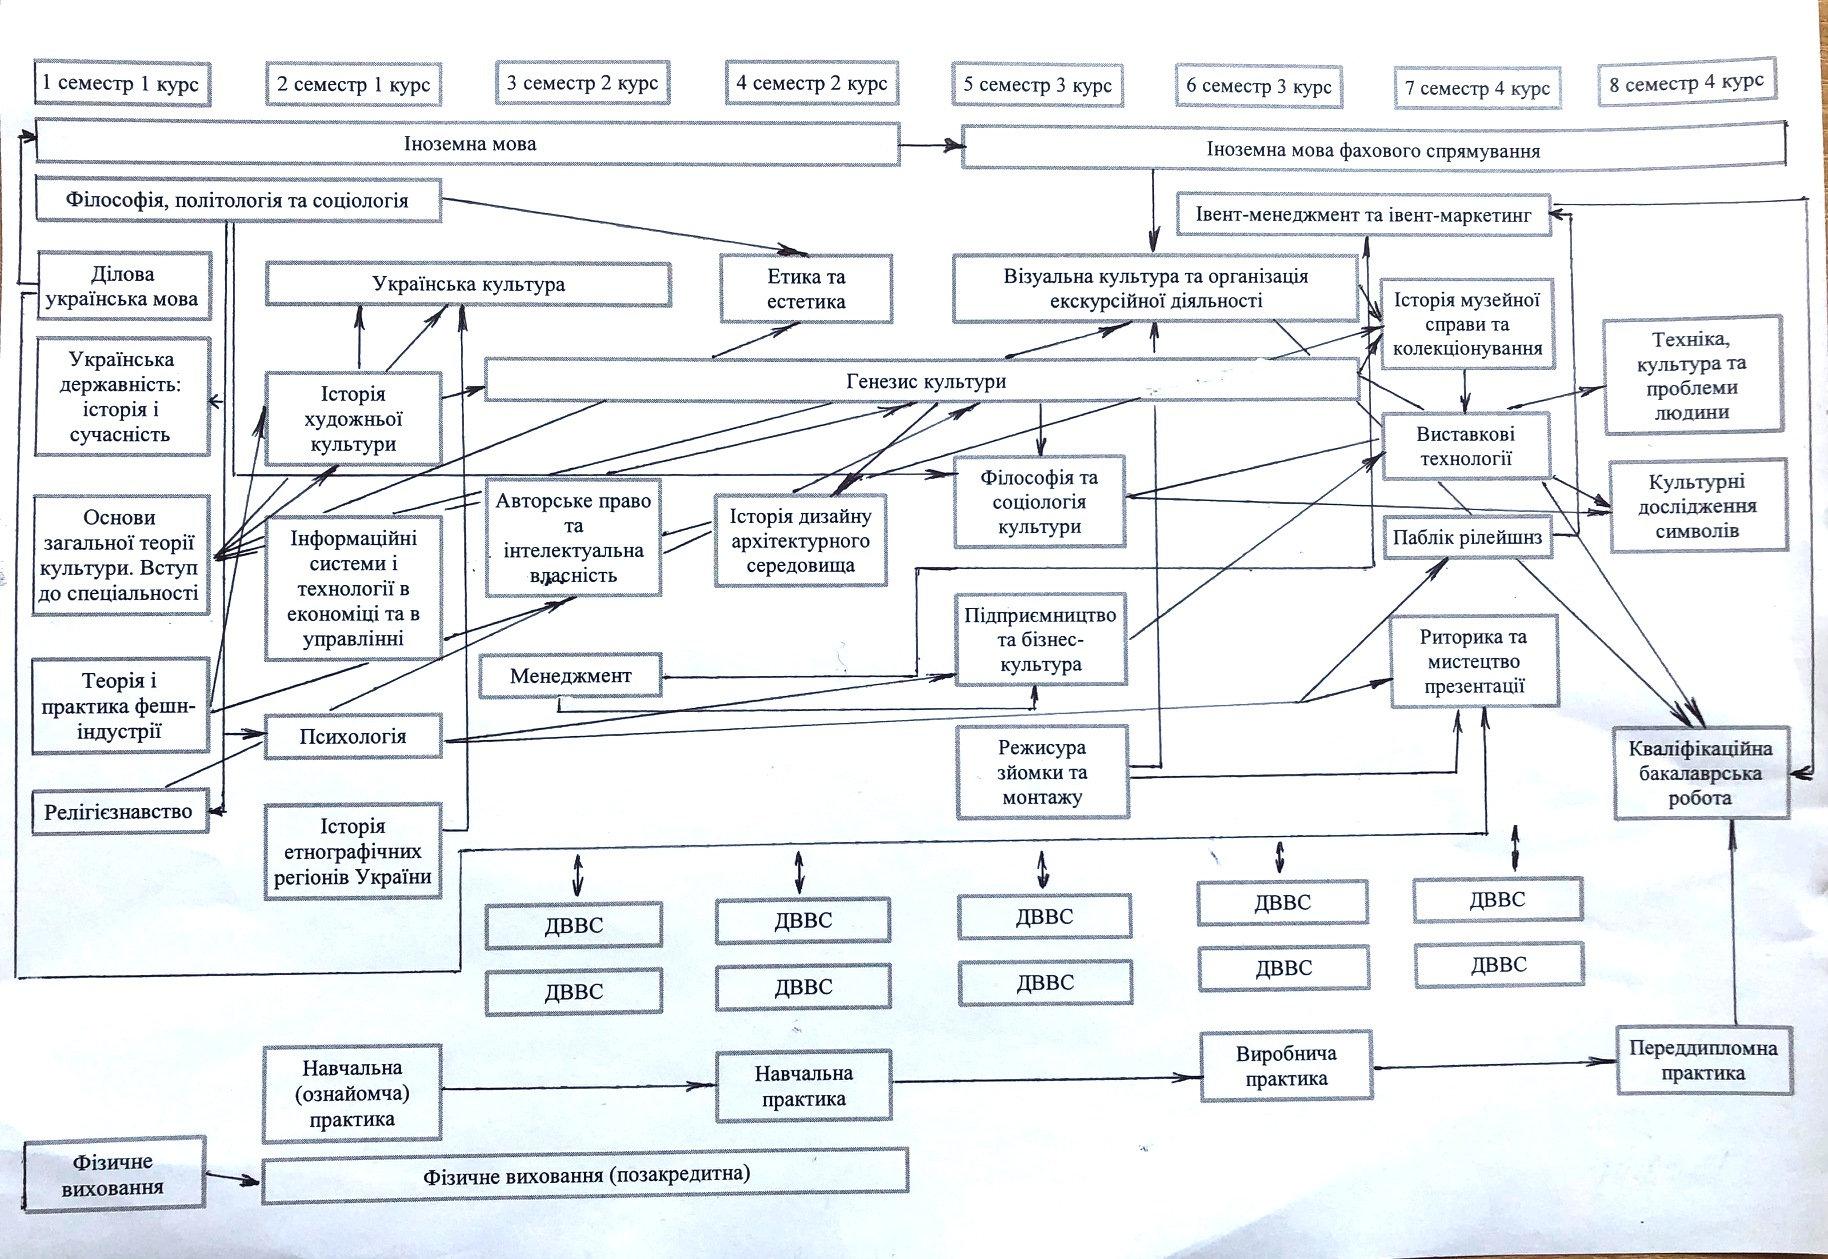 1 семестр 1 курс
2 семестр 1 курс
3 семестр 2 курс
4 семестр 2 курс
5 семестр 3 курс
6 семестр 3 курс
7 семестр 4 курс
8 семестр 4 курс
Іноземна мова
Іноземна мова фахового спрямування
Філософія, політологія та соціологія
Івент-менеджмент та івент-маркетинг
Ділова
українська мова
Українська культура
Етика та
естетика
Візуальна культура та організація
екскурсійної діяльності
Історія музейної
справи та
колекціонування
Техніка,
культура та
проблеми
людини
Українська
державність:
історія і
сучасність
Історія
художньої
культури
Генезис культури
Виставкові
технології
Культурні
дослідження
символів
Основи
загальної теорії
культури. Вступ
до спеціальності
Інформаційні
системи і
технології в
економіці та в
управлінні
Авторське право
та
інтелектуальна
власність
Історія дизайну
архітектурного
середовища
Філософія та
соціологія
культури
Паблік рілейшнз
Теорія і
практика фешн-
індустрії
Психологія
Менеджмент
Підприємництво
та бізнес-
культура
Риторика та
мистецтво
презентації
Релігієзнавство
Історія
етнографічних
регіонів України
Режисура
зйомки та
монтажу
Кваліфікаційна
бакалаврська
робота
ДВВС
ДВВС
ДВВС
ДВВС
ДВВС
ДВВС
ДВВС
ДВВС
ДВВС
ДВВС
Навчальна
(ознайомча)
практика
Навчальна
практика
Виробнича
практика
Переддипломна
практика
Фізичне
виховання
Фізичне виховання (позакредитна)